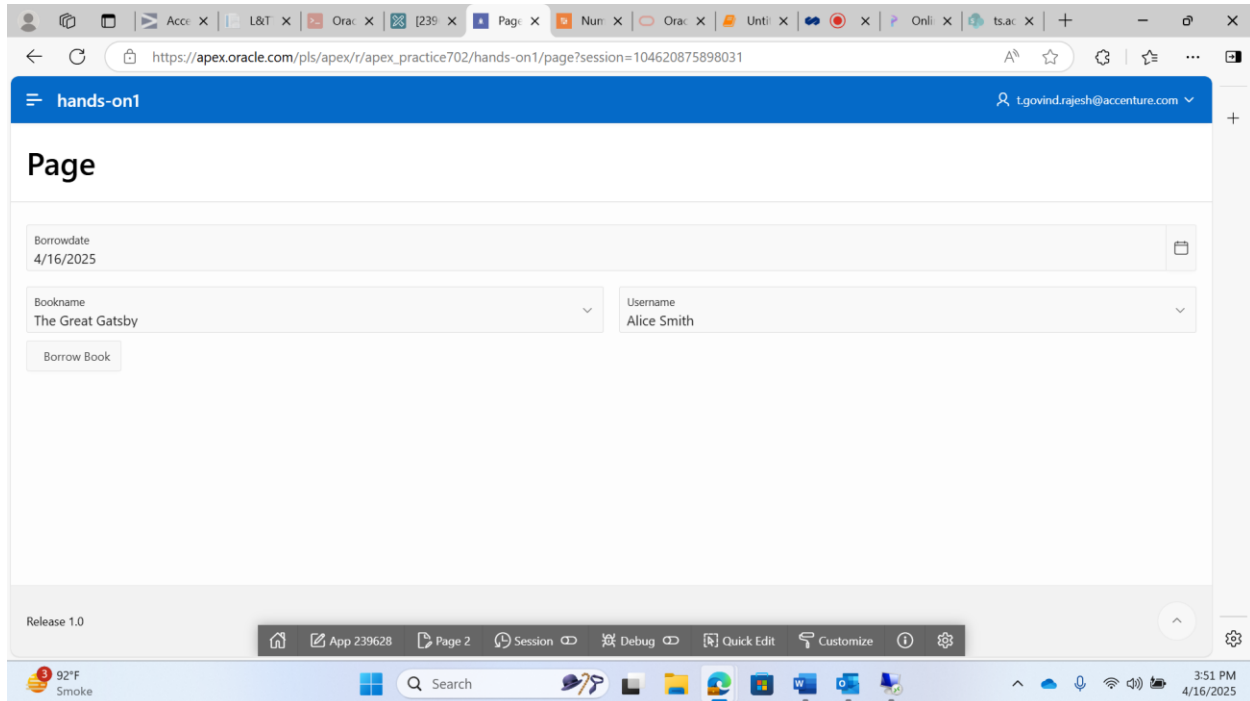 Acce
L&T
Orac
[239
Page
Num
Orac
Until
Onli
ts.ac
https://apex.oracle.com/pls/apex/r/apex_practice702/hands-on1/page?session=104620875898031
hands-on1
t.govind.rajesh@accenture.com
Page
Borrowdate
4/16/2025
Bookname
The Great Gatsby
Username
Alice Smith
Borrow Book
Release 1.0
App 239628
Page 2
Session
Debug
Quick Edit
Customize
3
92°F
Smoke
Search
3:51 PM
4/16/2025